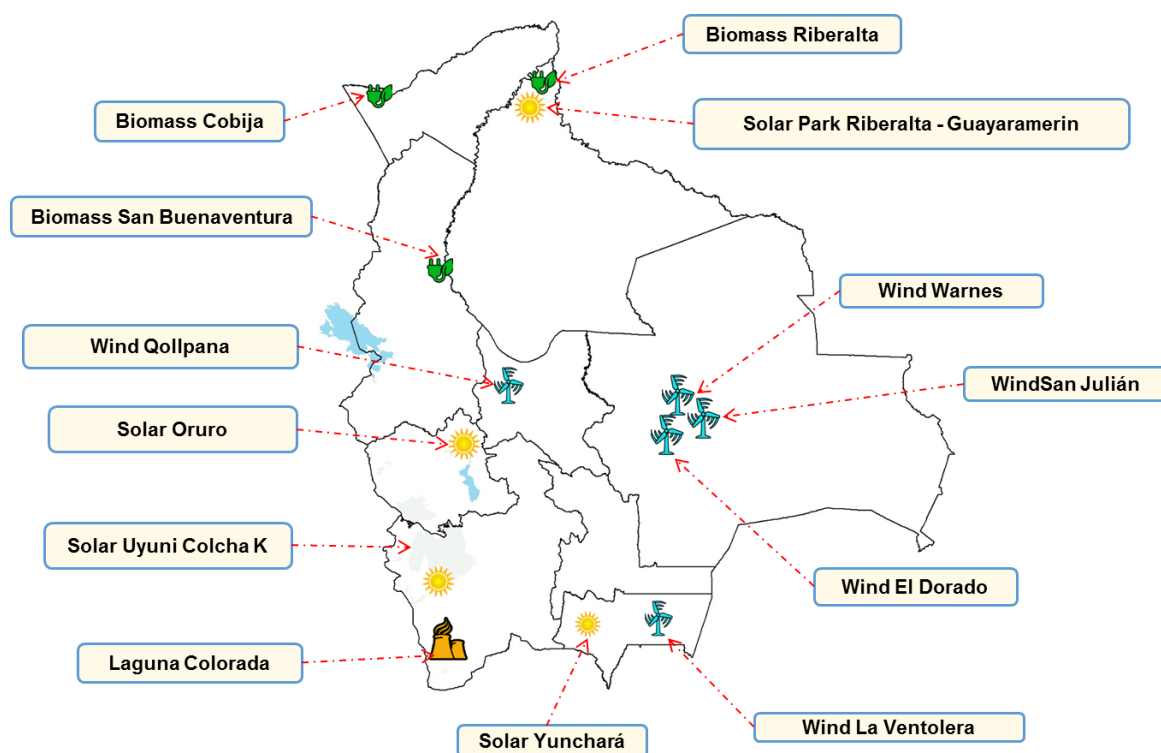 Biomass Riberalta
Biomass Cobija
Solar Park Riberalta - Guayaramerin
Biomass San Buenaventura
Wind Warnes
Wind Qollpana
WindSan Julián
Solar Oruro
Solar Uyuni Colcha K
Wind El Dorado
Laguna Colorada
Wind La Ventolera
Solar Yunchará